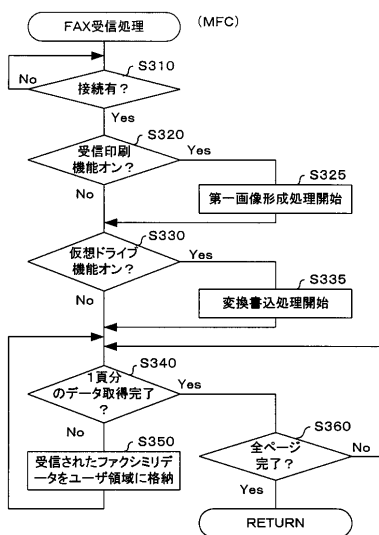 FAX受信処理
(MFC)
S310
No
接続有?
Yes
S320
受信印刷
機能オン?
Yes
No
S325
第一画像形成処理開始
S330
仮想ドライブ
機能オン?
Yes
No
S335
変換書込処理開始
S340
1頁分
のデータ取得完了
?
Yes
No
S350
受信されたファクシミリデ
ータをユーザ領域に格納
S360
全ページ
完了?
No
Yes
RETURN